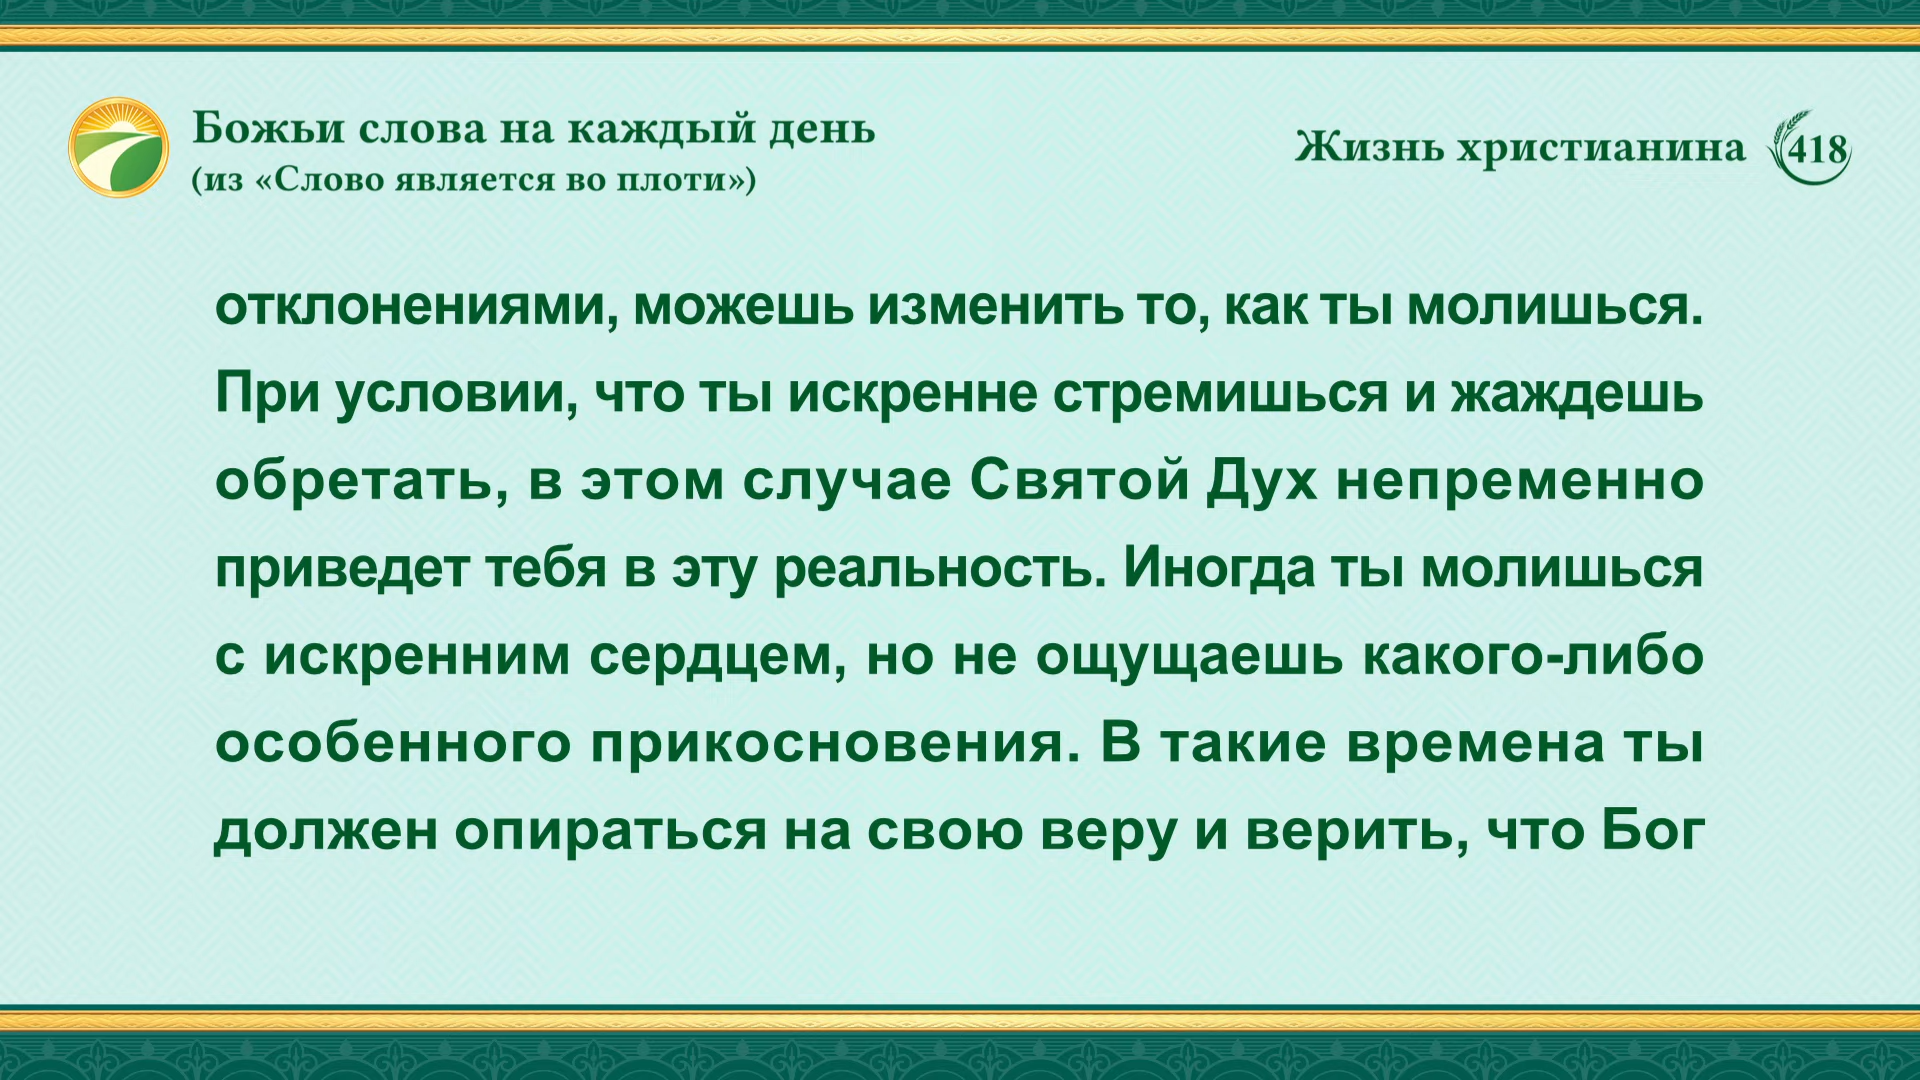 Божьи слова на каждый день
(из «Слово является во плоти»)
Жизнь христианина 418
отклонениями, можешь изменить то, как ты молишься.
При условии, что ты искренне стремишься и жаждешь
обретать, в этом случае Святой Дух непременно
приведет тебя в эту реальность. Иногда ты молишься
с искренним сердцем, но не ощущаешь какого-либо
особенного прикосновения. В такие времена ты
должен опираться на свою веру и верить, что Бог